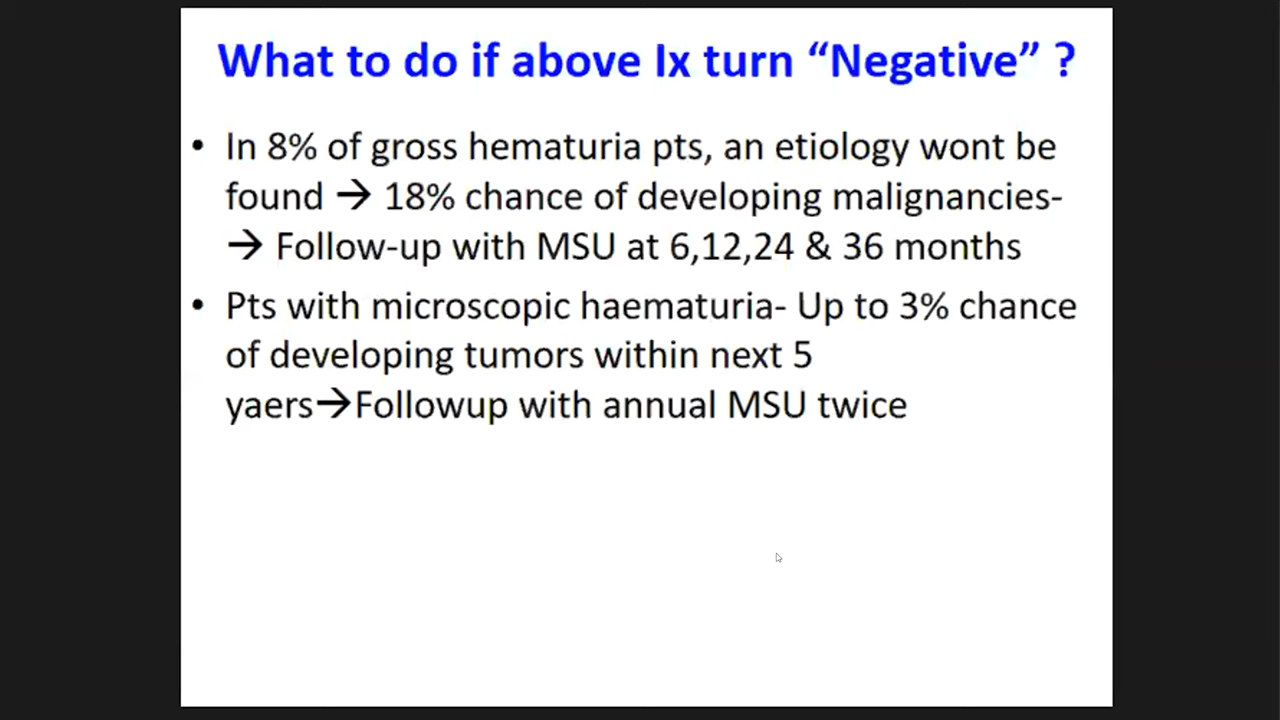 What to do if above Ix turn “Negative” ?
• In 8% of gross hematuria pts, an etiology wont be
found → 18% chance of developing malignancies-
→ Follow-up with MSU at 6,12,24 & 36 months
• Pts with microscopic haematuria- Up to 3% chance
of developing tumors within next 5
yaers→Followup with annual MSU twice